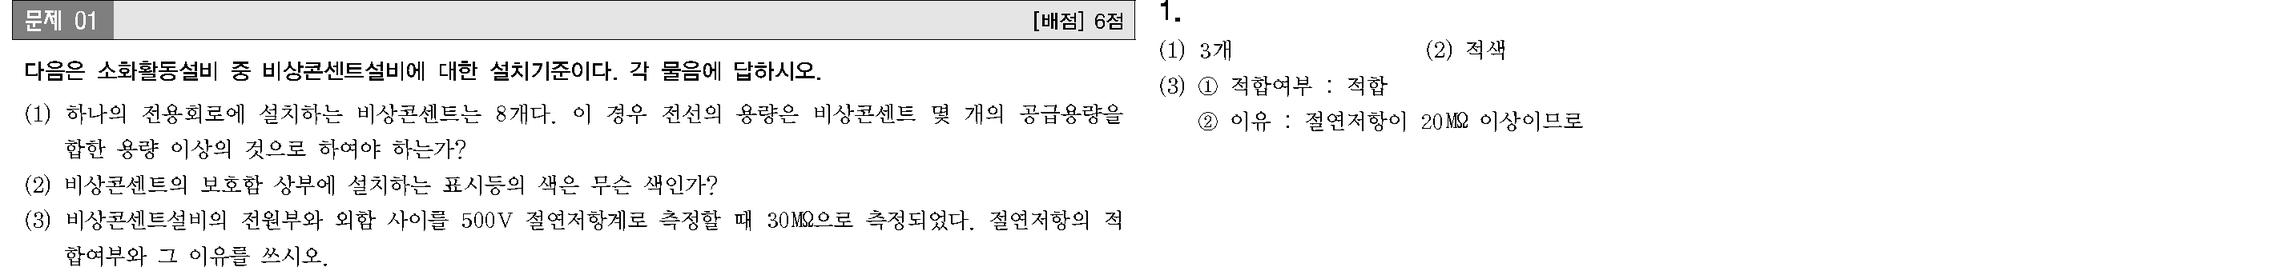 문제 01 [배점] 6점
다음은 소화활동설비 중 비상콘센트설비에 대한 설치기준이다. 각 물음에 답하시오.
(1) 하나의 전용회로에 설치하는 비상콘센트는 8개다. 이 경우 전선의 용량은 비상콘센트 몇 개의 공급용량을
합한 용량 이상의 것으로 하여야 하는가?
(2) 비상콘센트의 보호함 상부에 설치하는 표시등의 색은 무슨 색인가?
(3) 비상콘센트설비의 전원부와 외함 사이를 500V 절연저항계로 측정할 때 30MΩ으로 측정되었다. 절연저항의 적
합여부와 그 이유를 쓰시오.
1.
(1) 3개 (2) 적색
(3) ① 적합여부 : 적합
② 이유 : 절연저항이 20MΩ 이상이므로